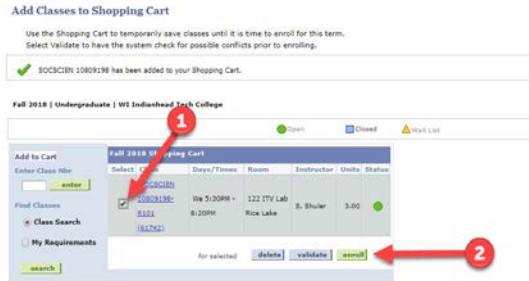 Add Classes to Shopping Cart
Use the Shopping Cart to temporarily save classes until it is time to enroll for this term.
Select Validate to have the system check for possible conflicts prior to enrolling.
SOCSCIEN 10809198 has been added to your Shopping Cart.
Fall 2018 | Undergraduate | WI Indianhead Tech College
1
Open Closed Wait List
Add to Cart
Enter Class Nbr
enter
Find Classes
Class Search
My Requirements
search
Fall 2018 Shopping Cart
Select Class Days/Times Room Instructor Units Status
SOCSCIEN
10809198-
R101
(61742)
We 5:30PM -
8:20PM
122 ITV Lab
Rice Lake
S. Shuler
3.00
for selected delete validate enroll
2